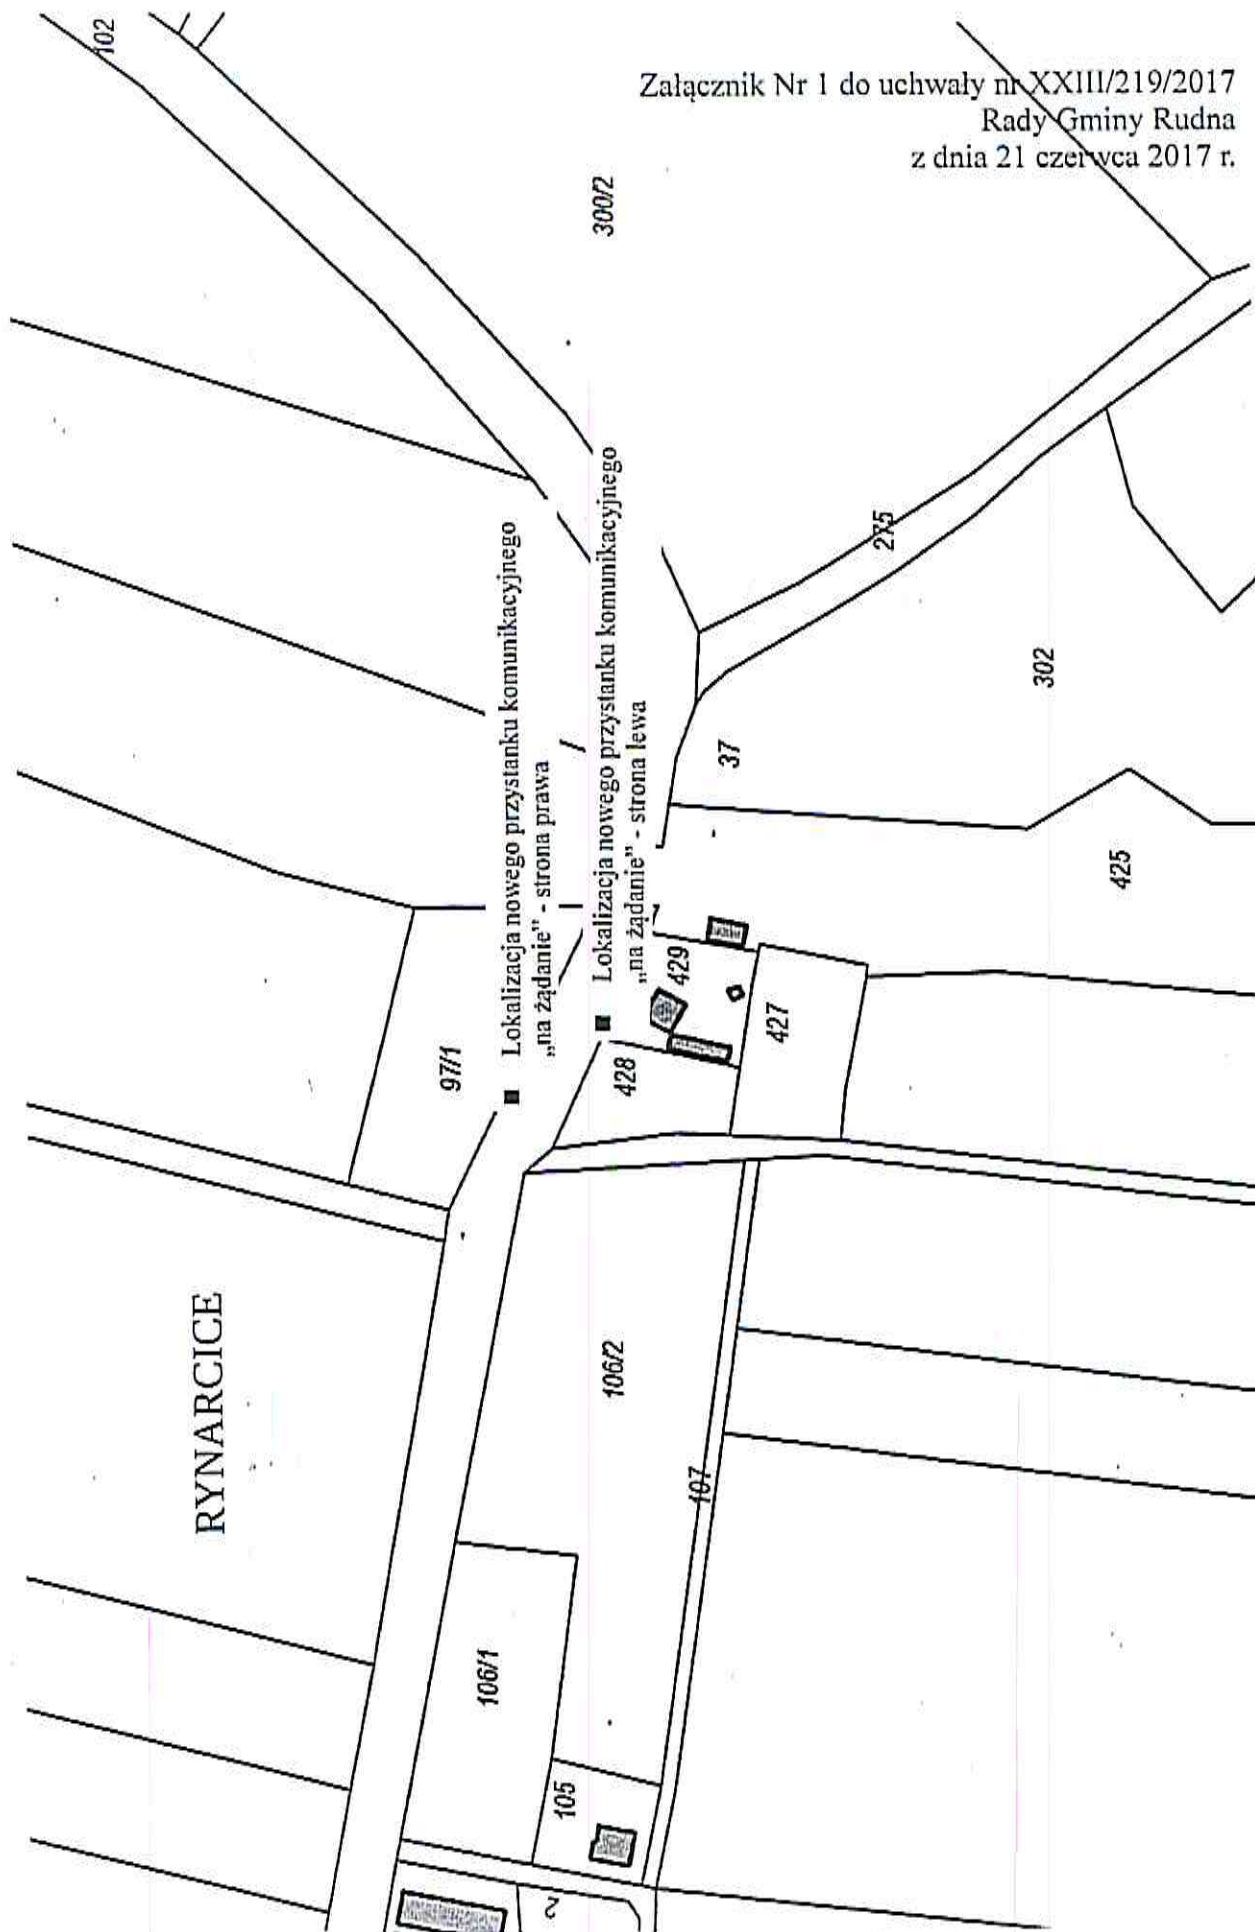 Załącznik Nr 1 do uchwały nr XXIII/219/2017
Rady Gminy Rudna
z dnia 21 czerwca 2017 r.
102
300/2
275
302
37
425
Lokalizacja nowego przystanku komunikacyjnego
„na żądanie” - strona prawa
Lokalizacja nowego przystanku komunikacyjnego
„na żądanie” - strona lewa
97/1
429
428
427
RYNARCICE
106/2
107
106/1
105
2